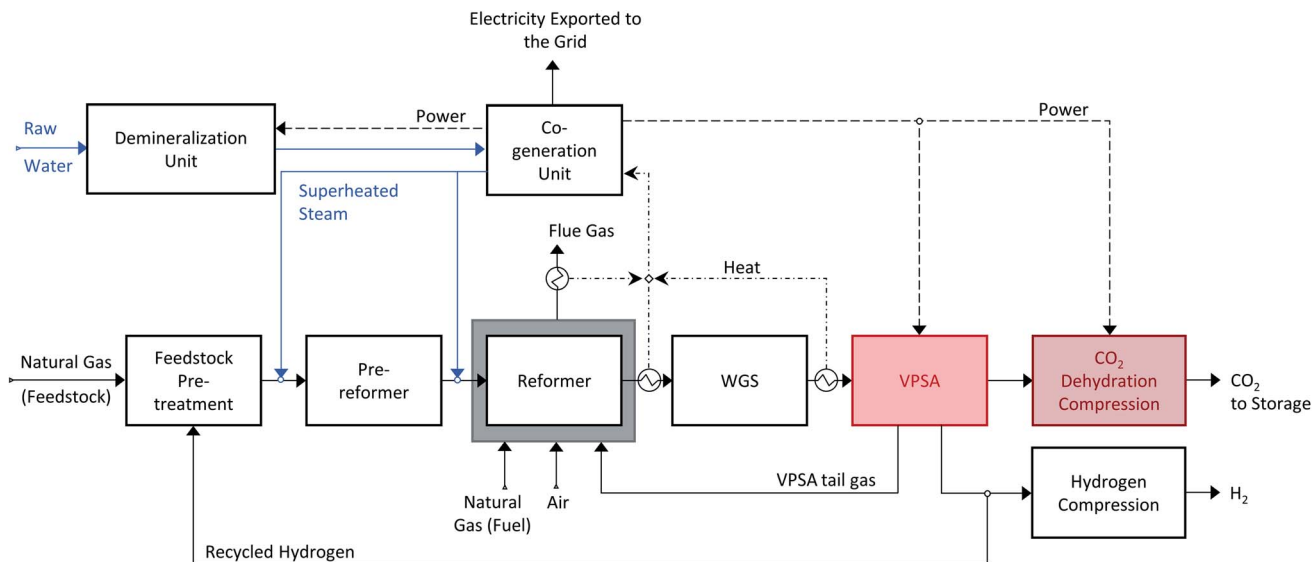 Electricity Exported to
the Grid
Raw
Water
Demineralization
Unit
Power
Co-
generation
Unit
Power
Superheated
Steam
Flue Gas
Heat
Natural Gas
(Feedstock)
Feedstock
Pre-
treatment
Pre-
reformer
Reformer
WGS
VPSA
CO2
Dehydration
Compression
CO2
to Storage
VPSA tail gas
Natural
Gas (Fuel)
Air
Hydrogen
Compression
H2
Recycled Hydrogen